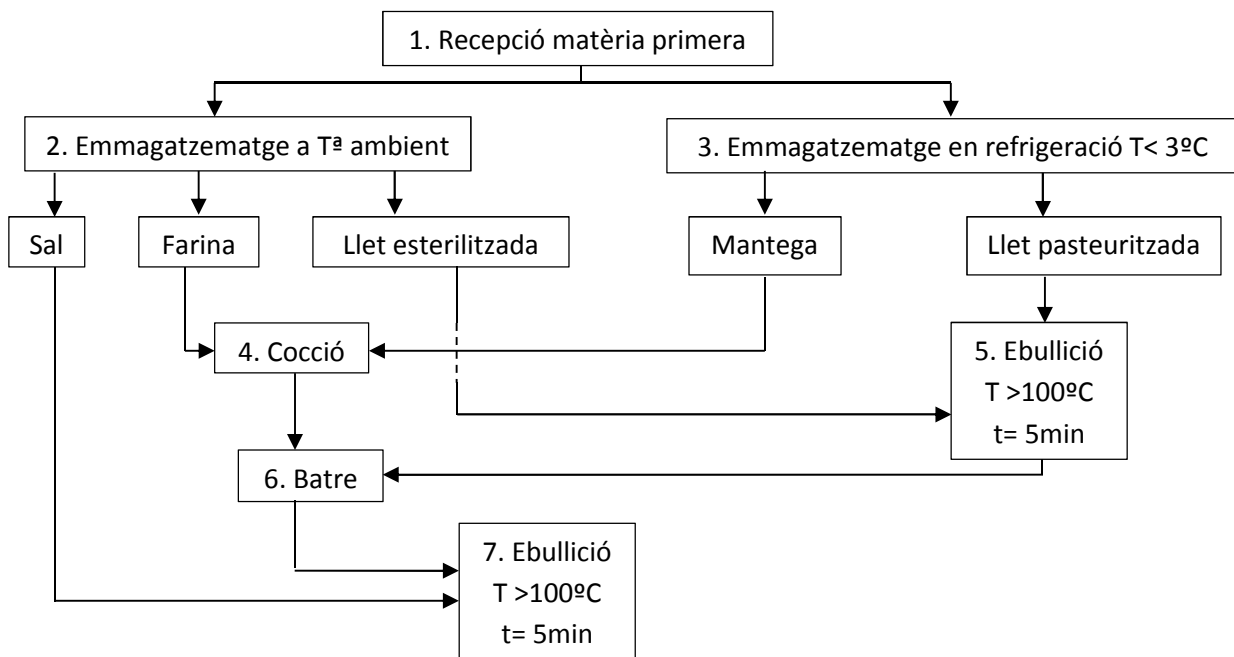 1. Recepció matèria primera
2. Emmagatzematge a Tª ambient
3. Emmagatzematge en refrigeració T< 3ºC
Sal
Farina
Llet esterilitzada
Mantega
Llet pasteuritzada
4. Cocció
5. Ebullició
T >100ºC
t= 5min
6. Batre
7. Ebullició
T >100ºC
t= 5min